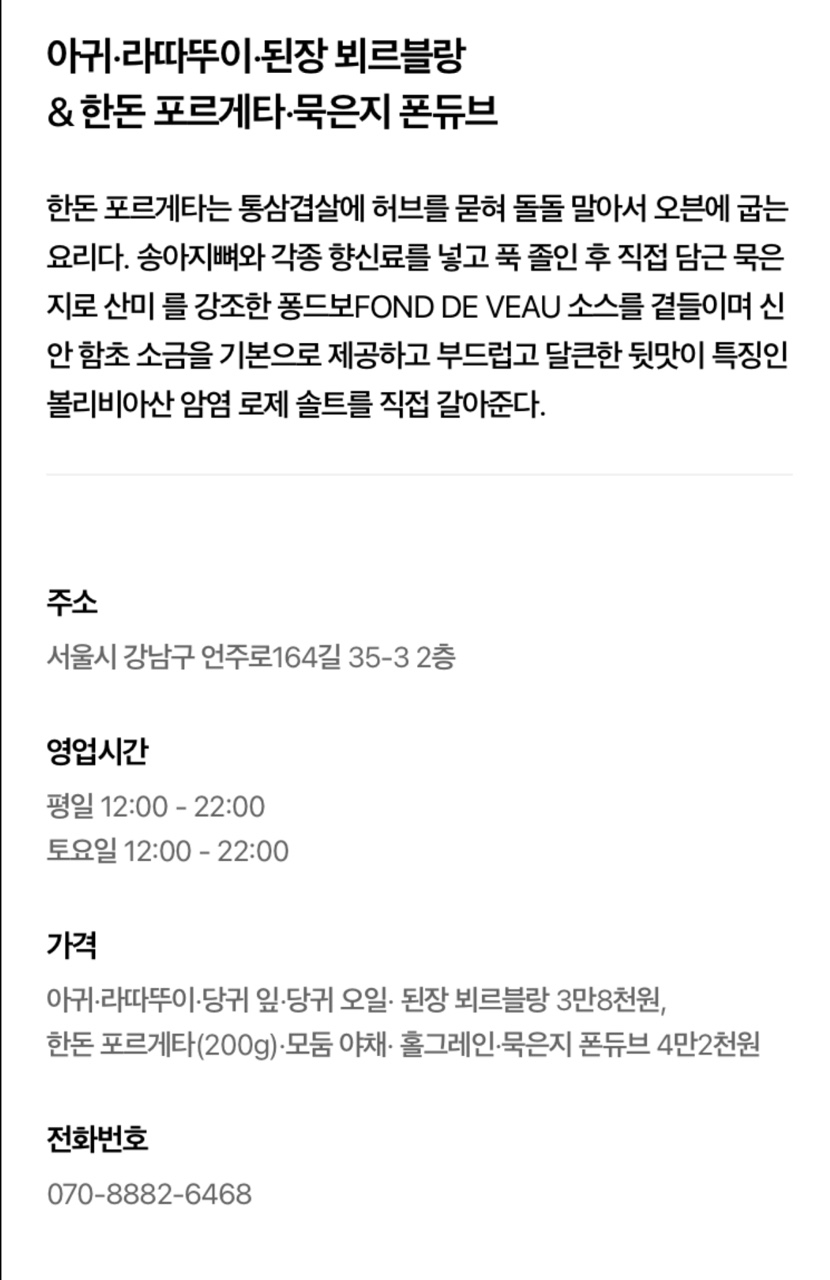 아귀·라따뚜이·된장 뵈르블랑
& 한돈 포르게타·묵은지 폰듀브
한돈 포르게타는 통삼겹살에 허브를 묻혀 돌돌 말아서 오븐에 굽는
요리다. 송아지뼈와 각종 향신료를 넣고 푹 졸인 후 직접 담근 묵은
지로 산미 를 강조한 퐁드보FOND DE VEAU 소스를 곁들이며 신
안 함초 소금을 기본으로 제공하고 부드럽고 달큰한 뒷맛이 특징인
볼리비아산 암염 로제 솔트를 직접 갈아준다.
주소
서울시 강남구 언주로164길 35-3 2층
영업시간
평일 12:00 - 22:00
토요일 12:00 - 22:00
가격
아귀·라따뚜이·당귀 잎·당귀 오일· 된장 뵈르블랑 3만8천원,
한돈 포르게타(200g)·모둠 야채· 홀그레인·묵은지 폰듀브 4만2천원
전화번호
070-8882-6468